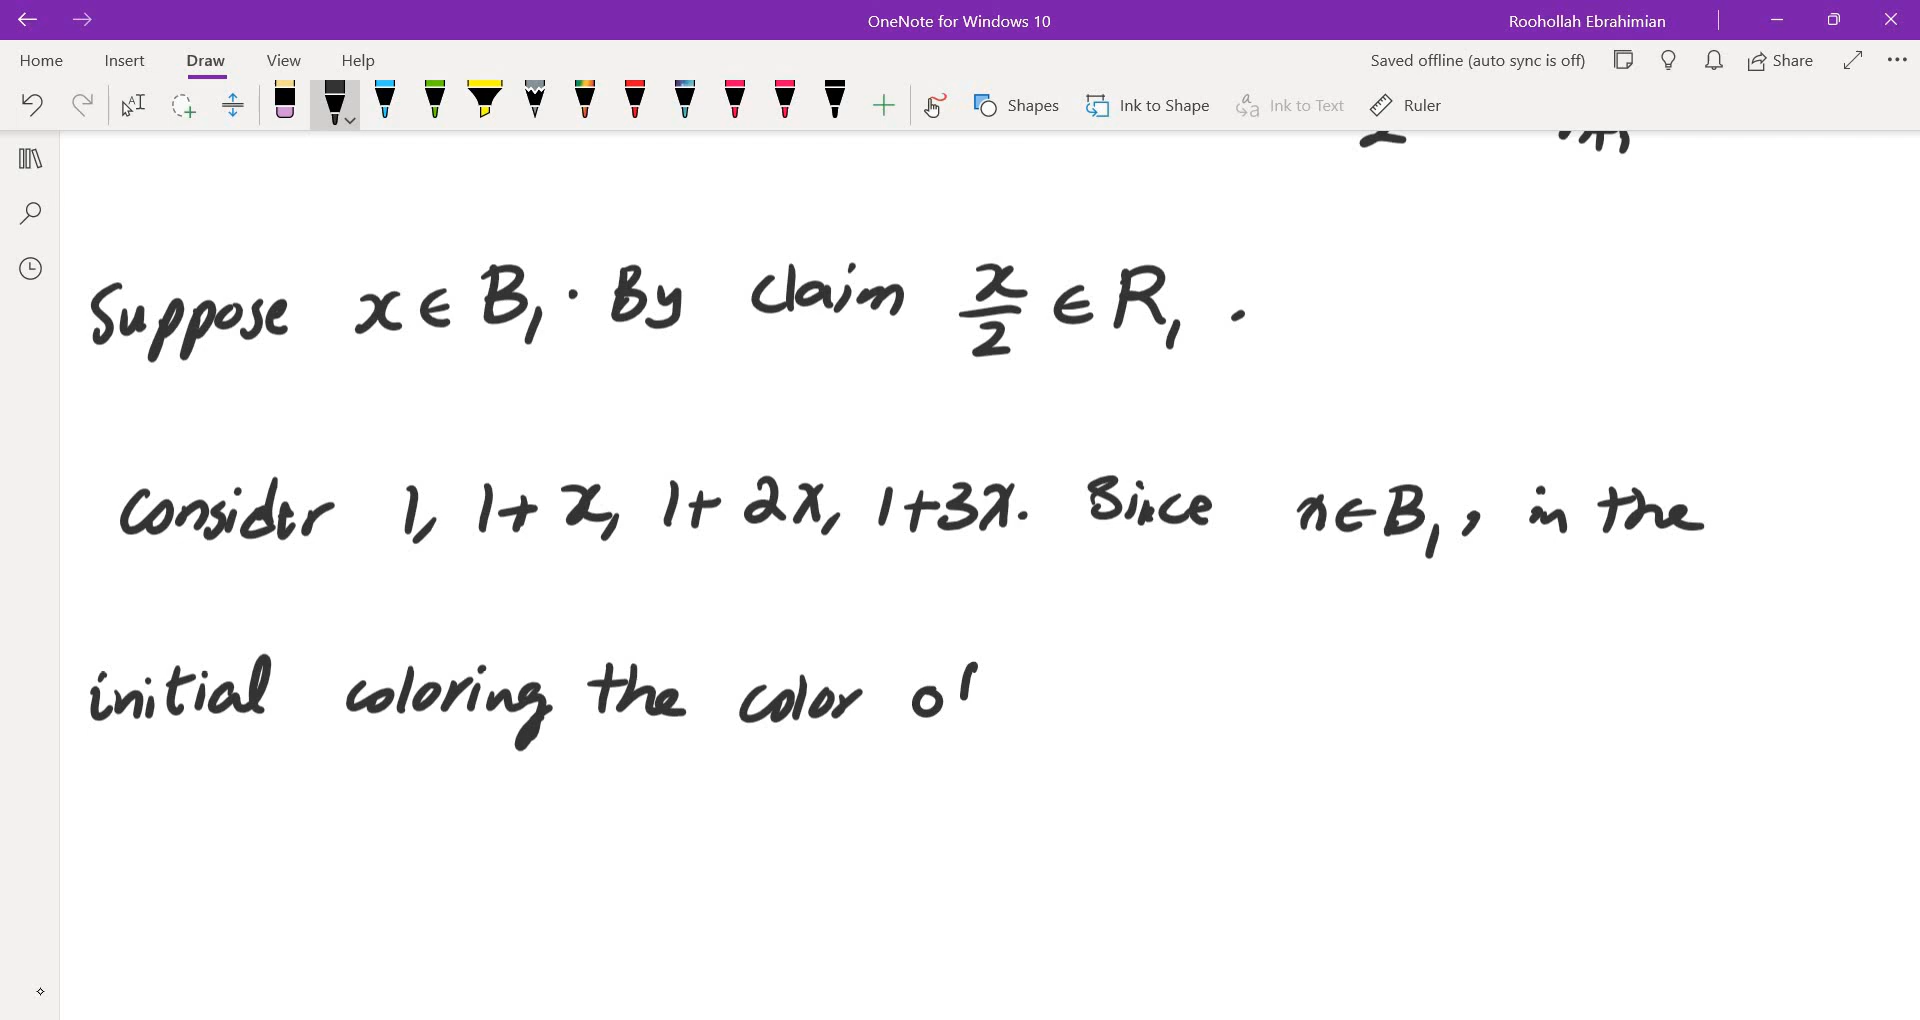 OneNote for Windows 10
Roohollah Ebrahimian
Home Insert Draw View Help
Saved offline (auto sync is off) Share
Shapes Ink to Shape Ink to Text Ruler
Suppose x ∈ B₁. By claim x/2 ∈ R₁.
Consider 1, 1+x, 1+2x, 1+3x. Since x∈B₁, in the
initial coloring the color o